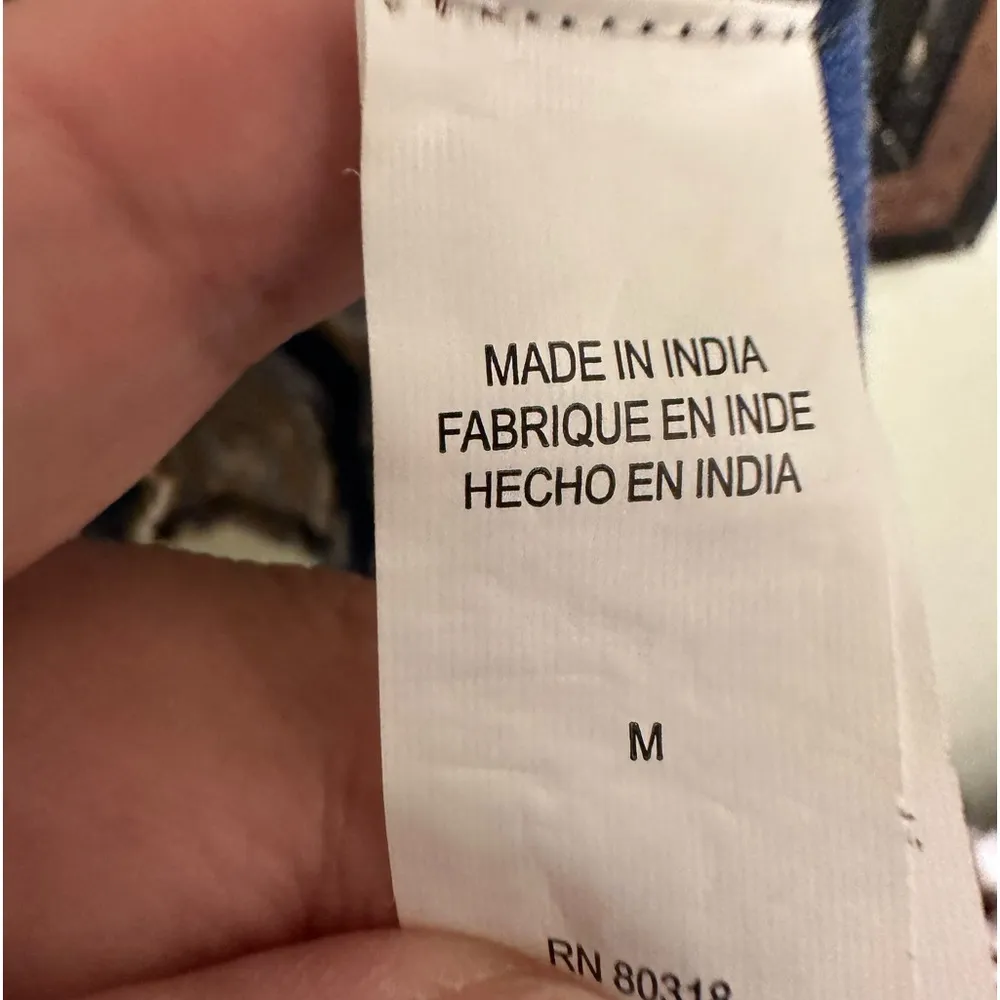 MADE IN INDIA
FABRIQUE EN INDE
HECHO EN INDIA
M
RN 80318